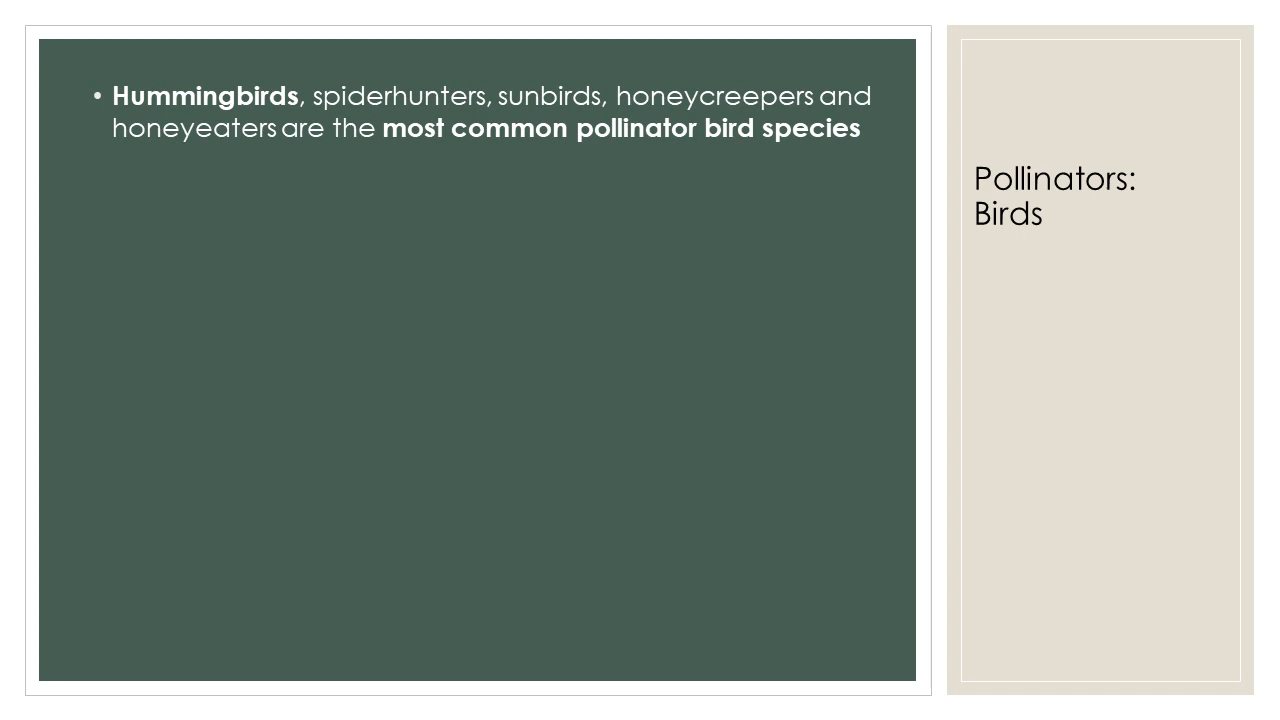 • Hummingbirds, spiderhunters, sunbirds, honeycreepers and
honeyeaters are the most common pollinator bird species
Pollinators:
Birds